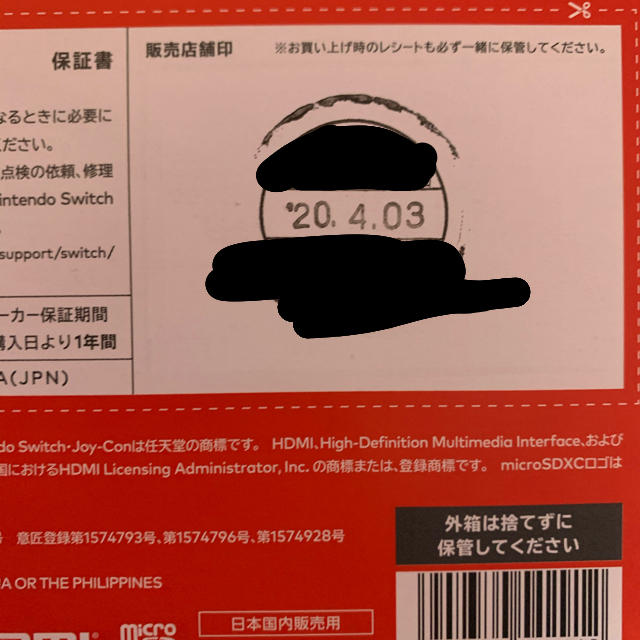 保証書
なるときに必要に
ください。
点検の依頼、修理
intendo Switch
support/switch/
ーカー保証期間
購入日より1年間
A(JPN)
販売店舗印
※お買い上げ時のレシートも必ず一緒に保管してください。
'20.4.03
do Switch・Joy-Conは任天堂の商標です。 HDMI、High-Definition Multimedia Interface、および
国におけるHDMI Licensing Administrator, Inc. の商標または、登録商標です。 microSDXCロゴは
号 意匠登録第1574793号、第1574796号、第1574928号
A OR THE PHILIPPINES
外箱は捨てずに
保管してください
micro
日本国内販売用